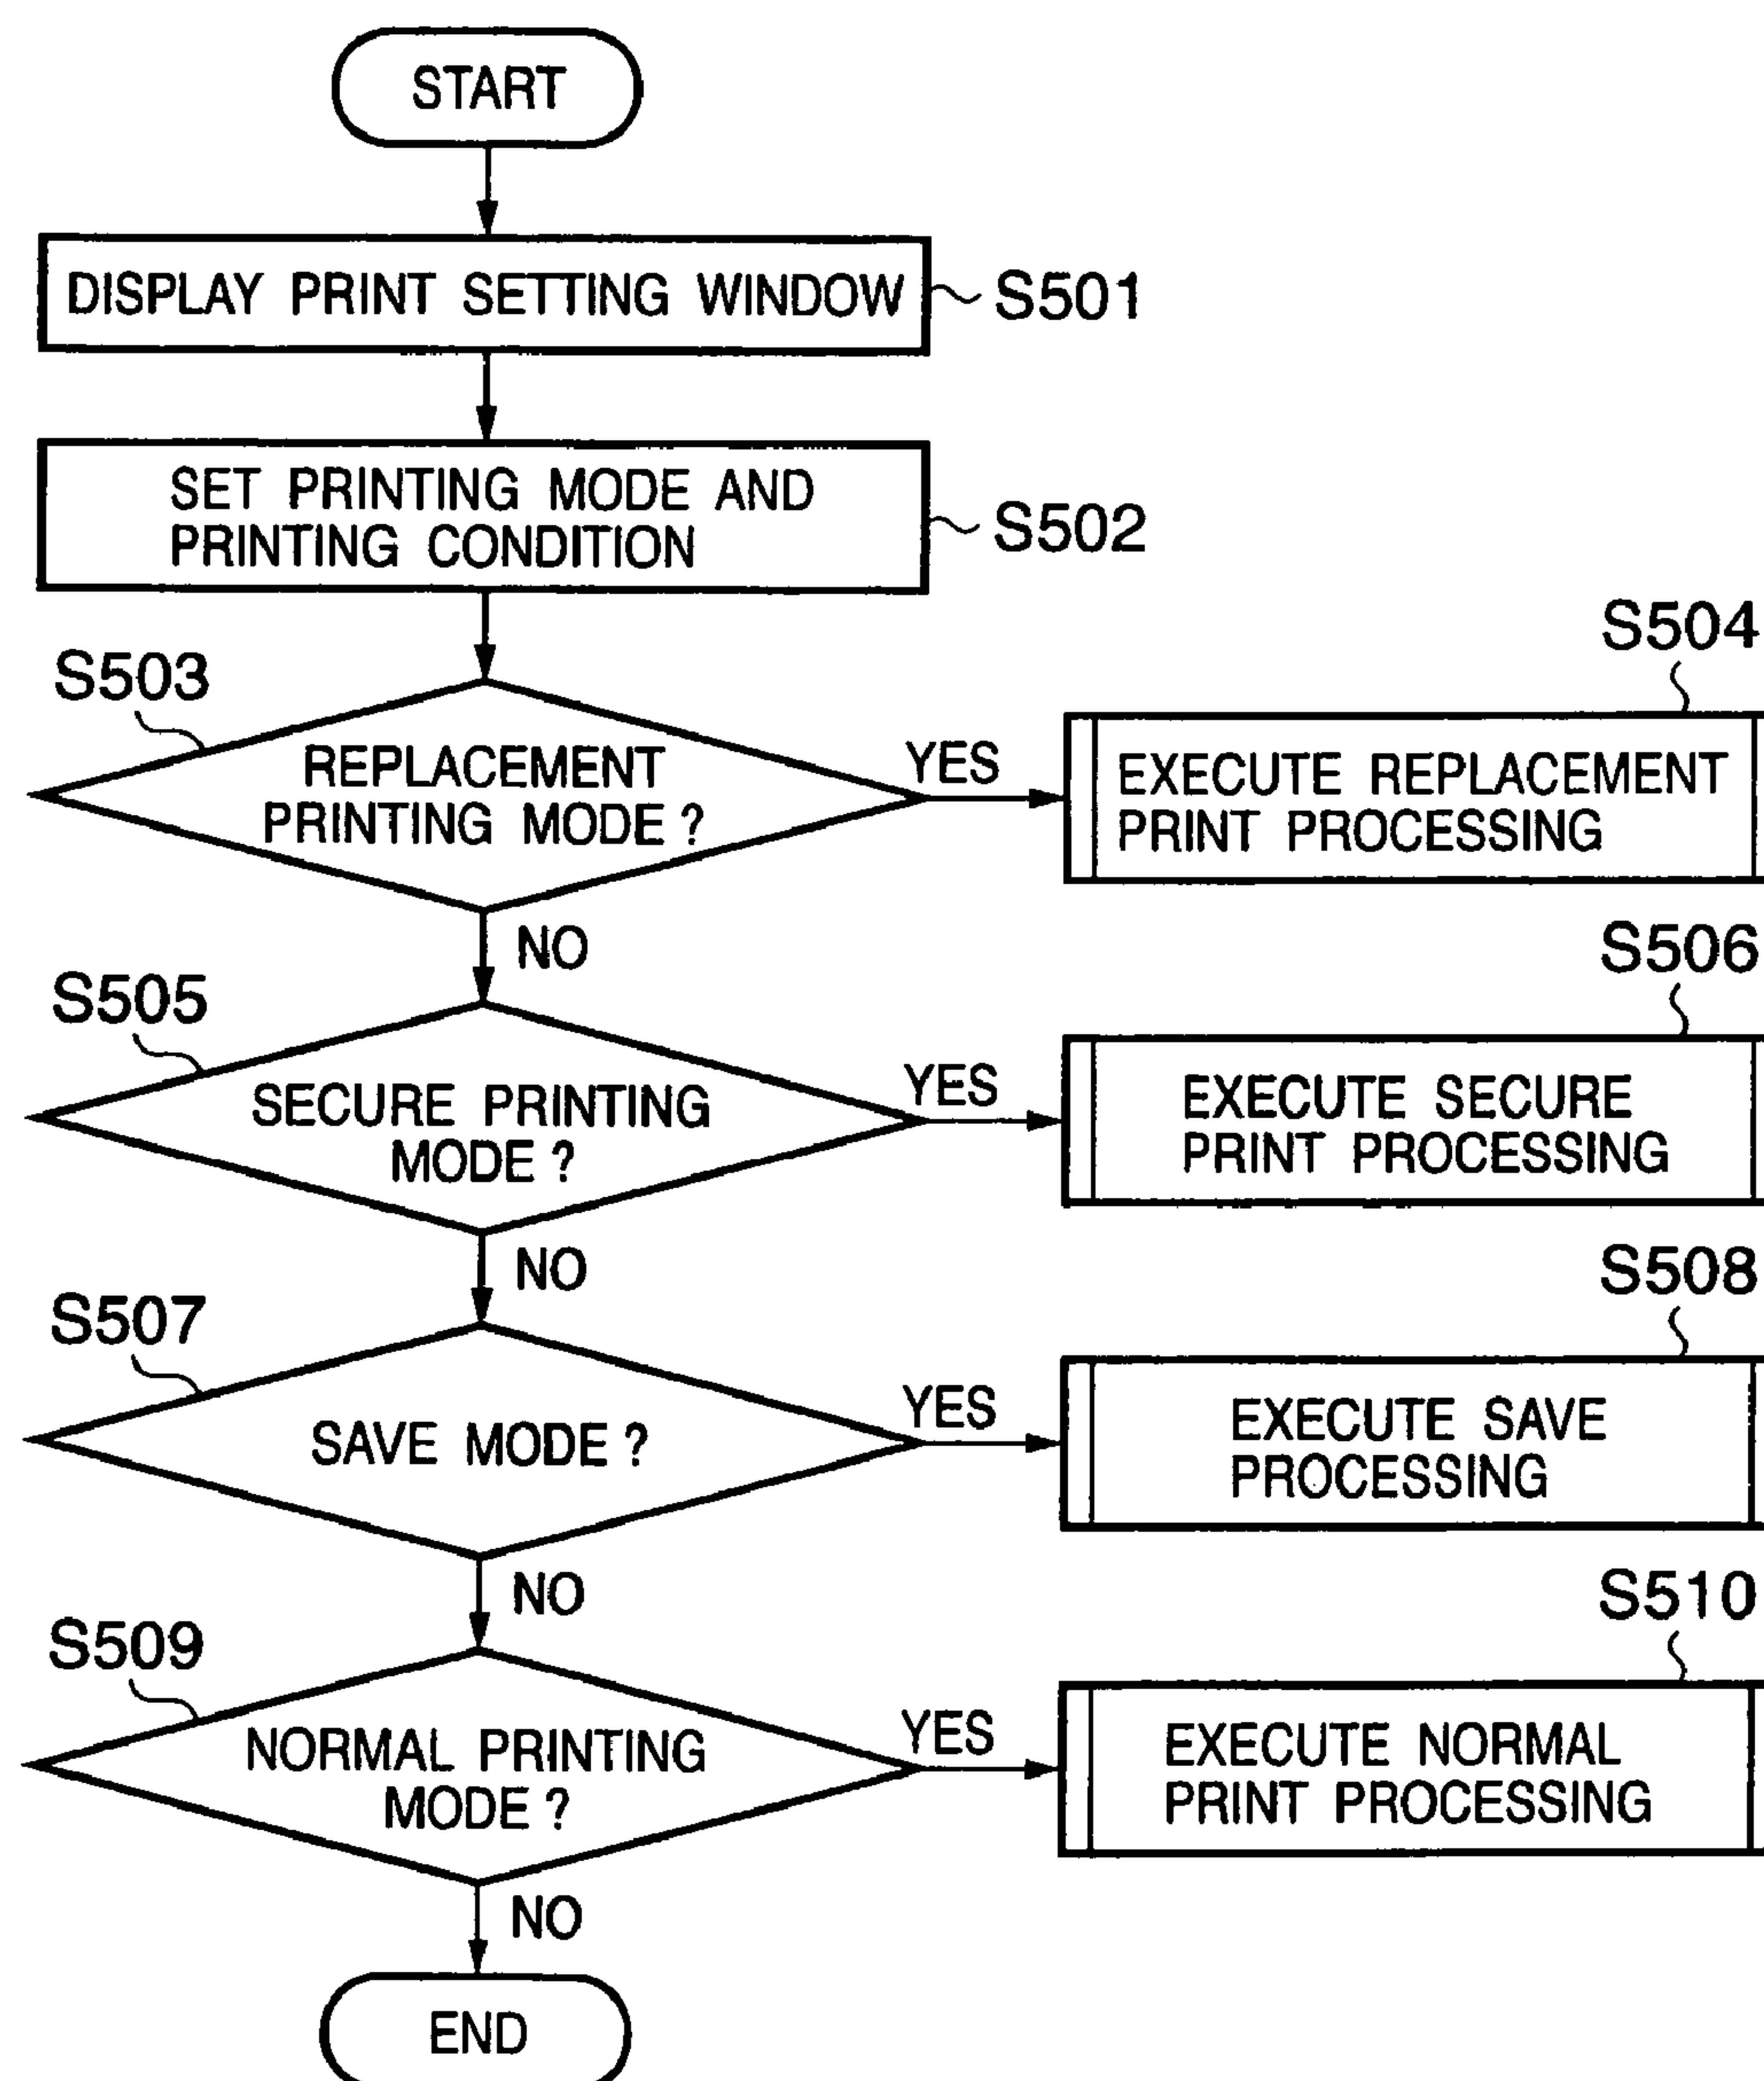 START
DISPLAY PRINT SETTING WINDOW
S501
SET PRINTING MODE AND
PRINTING CONDITION
S502
S503
REPLACEMENT
PRINTING MODE ?
YES
S504
EXECUTE REPLACEMENT
PRINT PROCESSING
NO
S505
SECURE PRINTING
MODE ?
YES
S506
EXECUTE SECURE
PRINT PROCESSING
NO
S507
SAVE MODE ?
YES
S508
EXECUTE SAVE
PROCESSING
NO
S509
NORMAL PRINTING
MODE ?
YES
S510
EXECUTE NORMAL
PRINT PROCESSING
NO
END